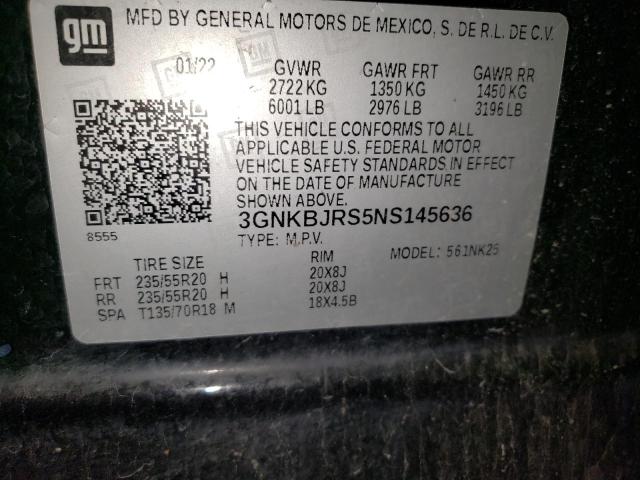 gm
MFD BY GENERAL MOTORS DE MEXICO, S. DE R.L. DE C.V.
01/22 GVWR GAWR FRT GAWR RR
2722 KG 1350 KG 1450 KG
6001 LB 2976 LB 3196 LB
THIS VEHICLE CONFORMS TO ALL
APPLICABLE U.S. FEDERAL MOTOR
VEHICLE SAFETY STANDARDS IN EFFECT
ON THE DATE OF MANUFACTURE
SHOWN ABOVE.
3GNKBJRS5NS145636
8555
TYPE: M.P.V. MODEL: 561NK26
TIRE SIZE RIM
FRT 235/55R20 H 20X8J
RR 235/55R20 H 20X8J
SPA T135/70R18 M 18X4.5B